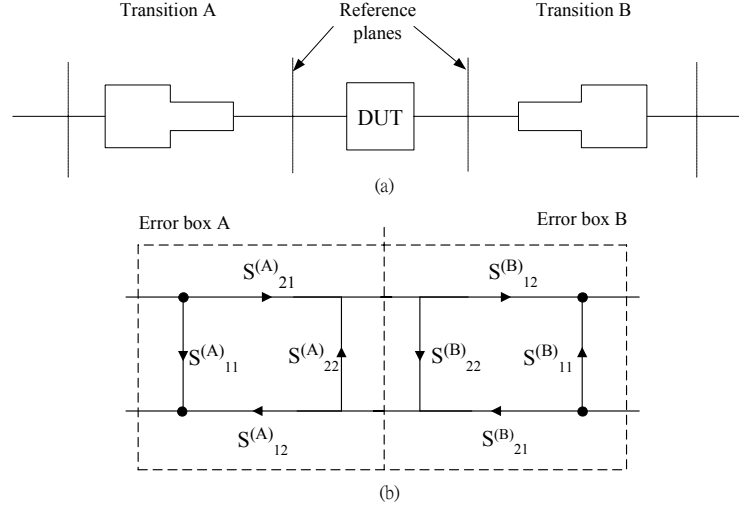 Transition A
Reference
planes
Transition B
DUT
(a)
Error box A
Error box B
S(A)21
S(B)12
S(A)11
S(A)22
S(B)22
S(B)11
S(A)12
S(B)21
(b)